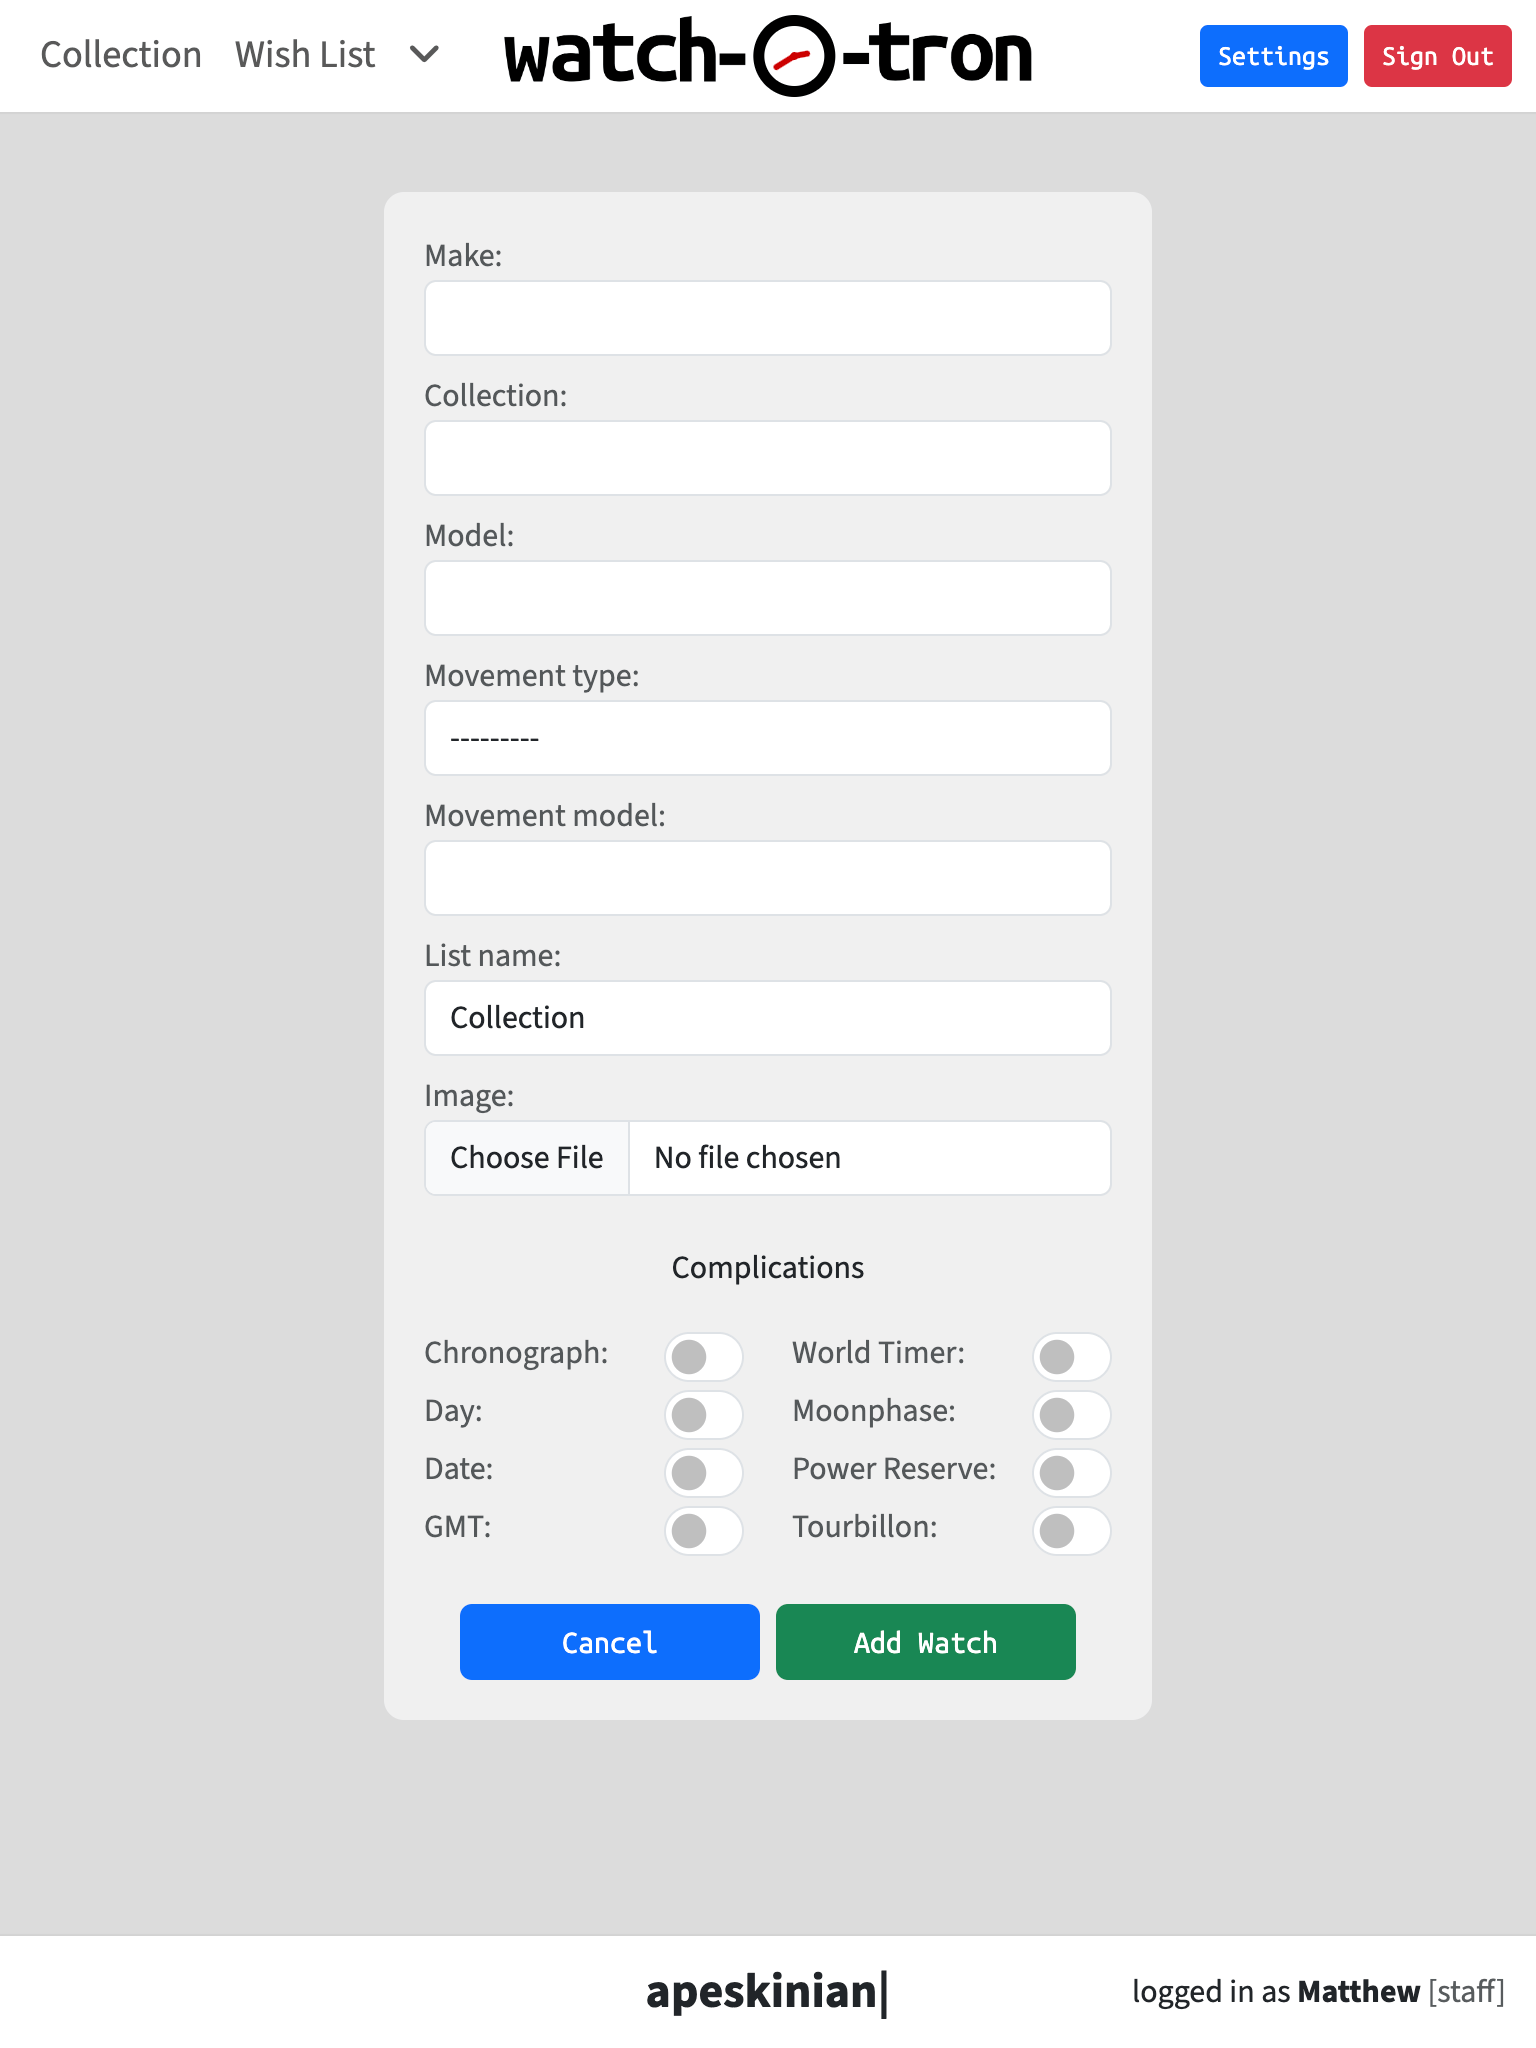 Collection Wish List watch-O-tron Settings Sign Out
Make:
Collection:
Model:
Movement type:
---------
Movement model:
List name:
Collection
Image:
Choose File No file chosen
Complications
Chronograph: World Timer:
Day: Moonphase:
Date: Power Reserve:
GMT: Tourbillon:
Cancel Add Watch
apeskinian| logged in as Matthew [staff]